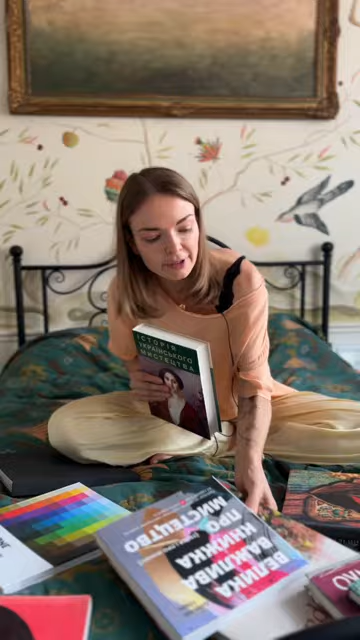 ІСТОРІЯ
УКРАЇНСЬКОГО
МИСТЕЦТВА
ВЕЛИКА
ВАЖЛИВА
КНИЖКА
ПРО
МИСТЕЦТВО